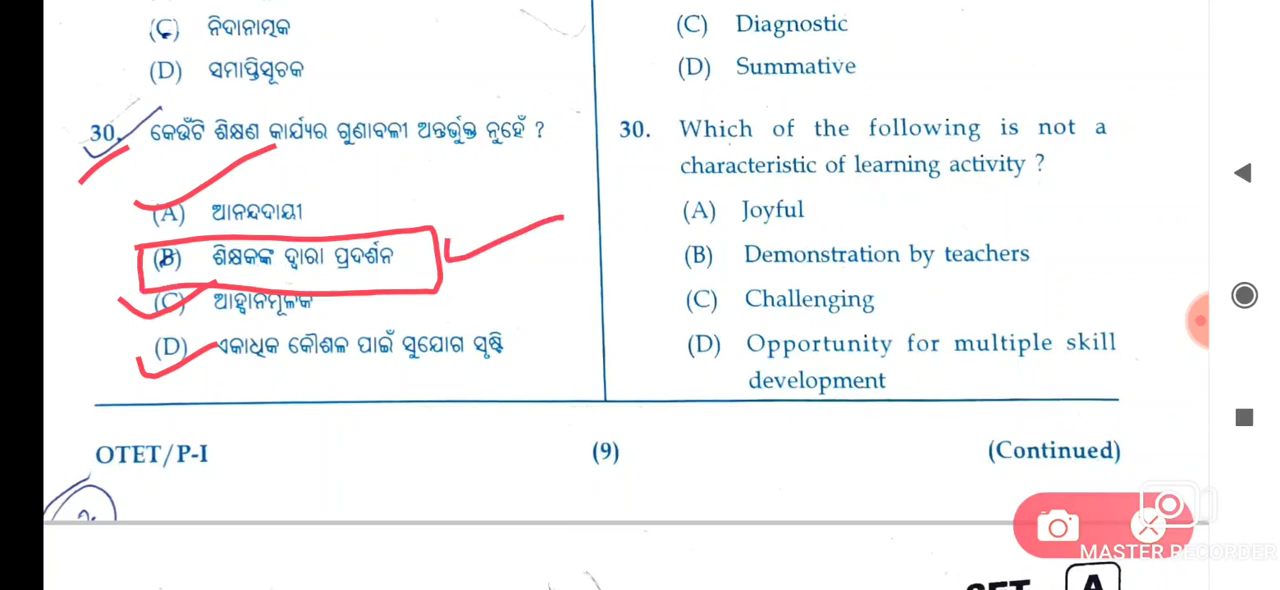 (C) ନିଦାନାତ୍ମକ
(D) ସମାପ୍ତିସୂଚକ
30. କେଉଁଟି ଶିକ୍ଷଣ କାର୍ଯ୍ୟର ଗୁଣାବଳୀ ଅନ୍ତର୍ଭୁକ୍ତ ନୁହେଁ ?
(A) ଆନନ୍ଦଦାୟୀ
(B) ଶିକ୍ଷକଙ୍କ ଦ୍ୱାରା ପ୍ରଦର୍ଶନ
(C) ଆହ୍ୱାନମୂଳକ
(D) ଏକାଧିକ କୌଶଳ ପାଇଁ ସୁଯୋଗ ସୃଷ୍ଟି
(C) Diagnostic
(D) Summative
30. Which of the following is not a
characteristic of learning activity ?
(A) Joyful
(B) Demonstration by teachers
(C) Challenging
(D) Opportunity for multiple skill
development
OTET/P-I
(9)
(Continued)
MASTER RECORDER
SET
A